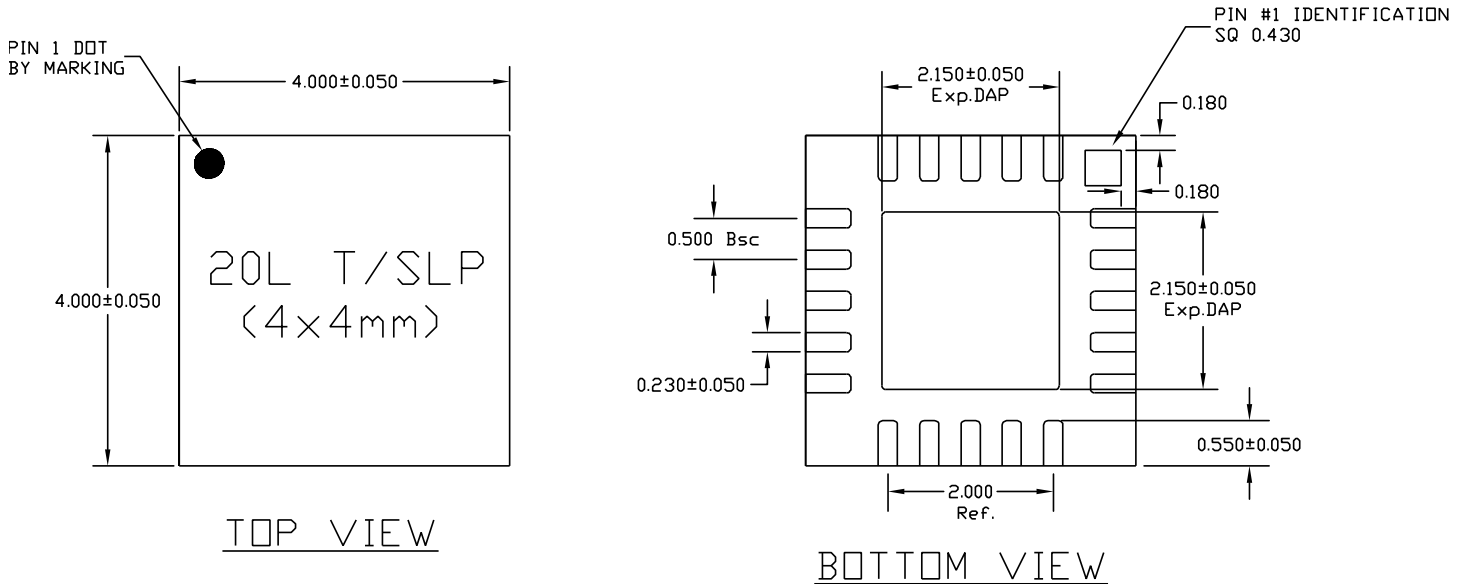 PIN 1 DOT
BY MARKING
4.000±0.050
4.000±0.050
20L T/SLP
(4x4mm)
TOP VIEW
PIN #1 IDENTIFICATION
SQ 0.430
2.150±0.050
Exp.DAP
0.180
0.180
0.500 Bsc
2.150±0.050
Exp.DAP
0.230±0.050
0.550±0.050
2.000
Ref.
BOTTOM VIEW